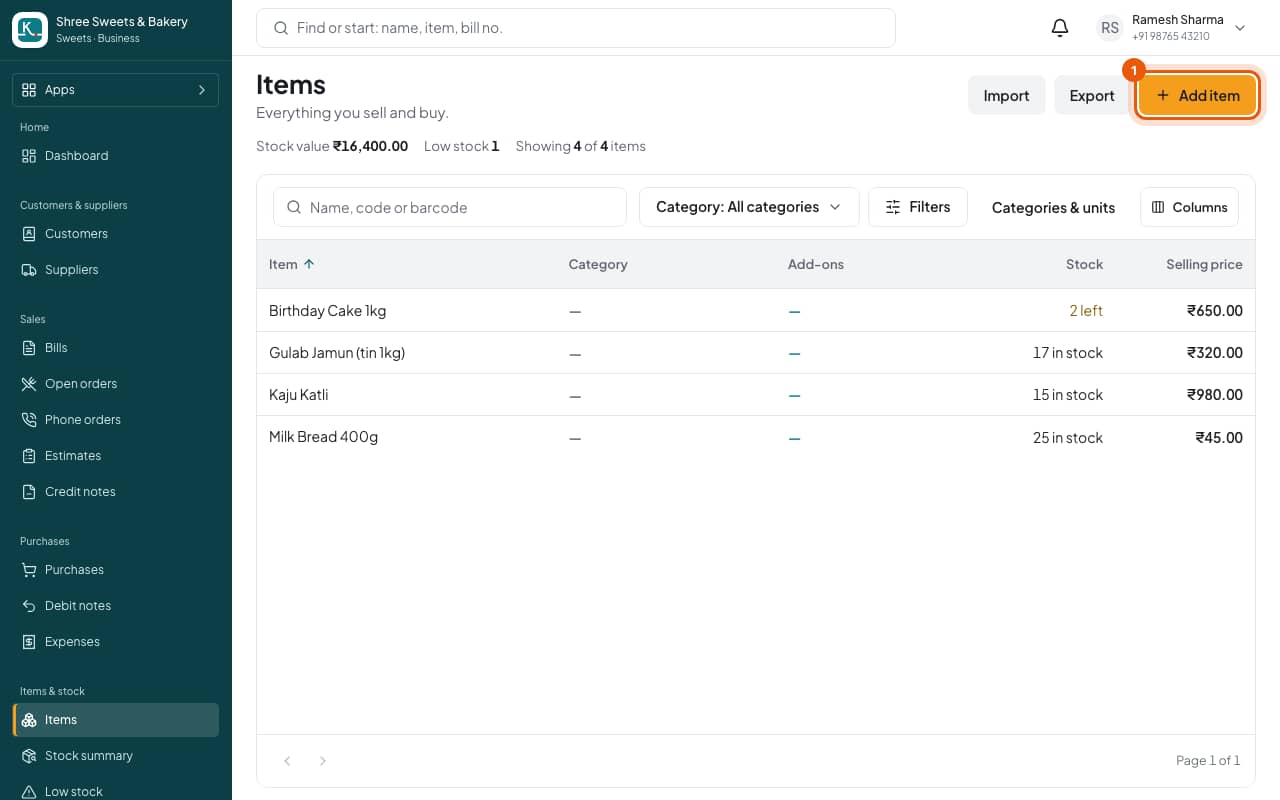 Shree Sweets & Bakery
Sweets · Business
Apps
Home
Dashboard
Customers & suppliers
Customers
Suppliers
Sales
Bills
Open orders
Phone orders
Estimates
Credit notes
Purchases
Purchases
Debit notes
Expenses
Items & stock
Items
Stock summary
Low stock
Find or start: name, item, bill no.
RS
Ramesh Sharma
+91 98765 43210
Items
Everything you sell and buy.
Import
Export
1
+ Add item
Stock value ₹16,400.00 Low stock 1 Showing 4 of 4 items
Name, code or barcode
Category: All categories
Filters
Categories & units
Columns
Item ↑ Category Add-ons Stock Selling price
Birthday Cake 1kg — — 2 left ₹650.00
Gulab Jamun (tin 1kg) — — 17 in stock ₹320.00
Kaju Katli — — 15 in stock ₹980.00
Milk Bread 400g — — 25 in stock ₹45.00
Page 1 of 1